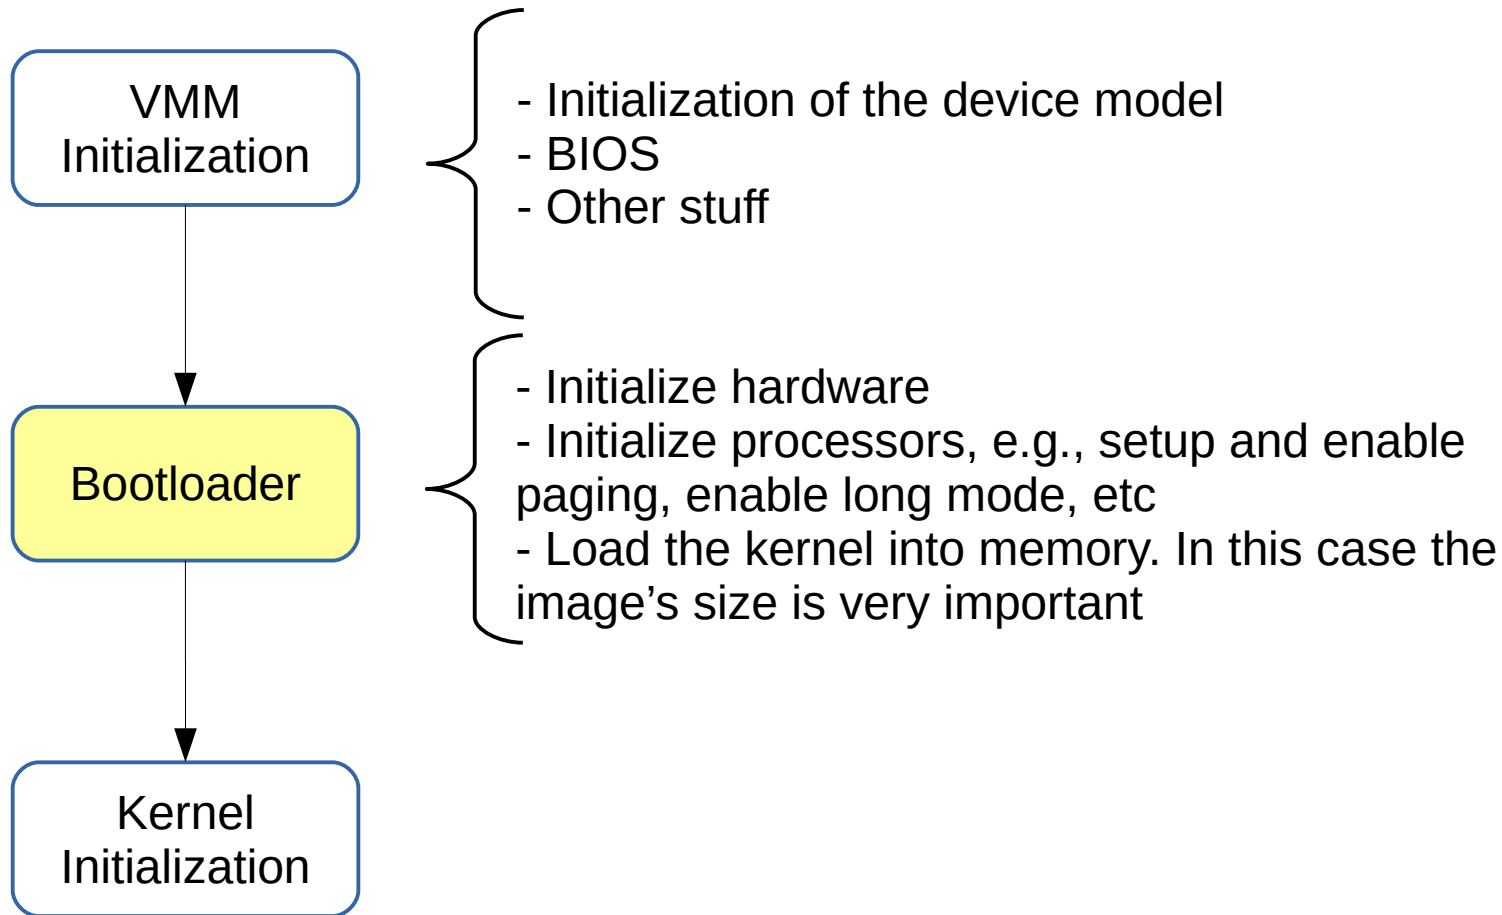 VMM
Initialization
- Initialization of the device model
- BIOS
- Other stuff
Bootloader
- Initialize hardware
- Initialize processors, e.g., setup and enable
paging, enable long mode, etc
- Load the kernel into memory. In this case the
image’s size is very important
Kernel
Initialization